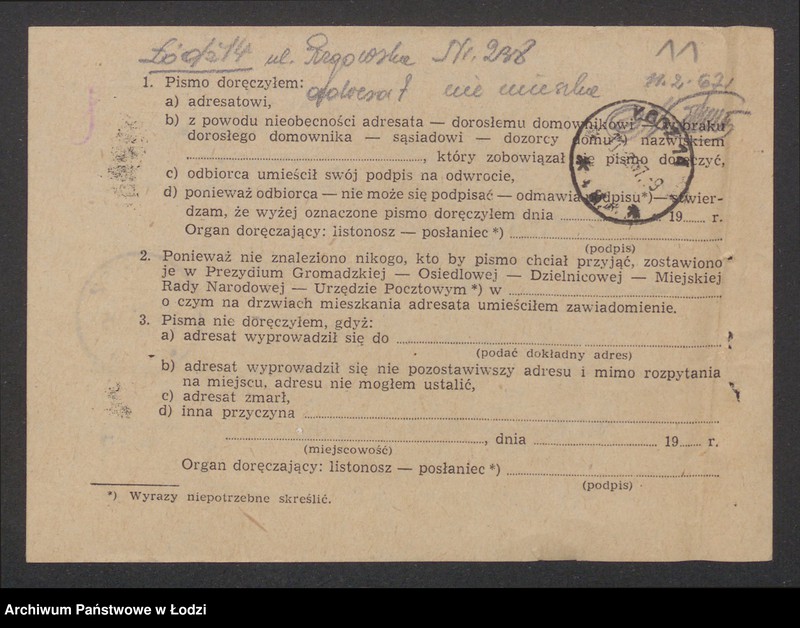 Łódź 14 ul. Rzgowska Nr. 238
11
1. Pismo doręczyłem: adresat nie mieszka 11.2.67
a) adresatowi,
b) z powodu nieobecności adresata — dorosłemu domownikowi — w braku
dorosłego domownika — sąsiadowi — dozorcy domu*) nazwiskiem
, który zobowiązał się pismo doręczyć,
c) odbiorca umieścił swój podpis na odwrocie,
d) ponieważ odbiorca — nie może się podpisać — odmawia podpisu*) — stwier-
dzam, że wyżej oznaczone pismo doręczyłem dnia ........ 19...... r.
Organ doręczający: listonosz — posłaniec *)
(podpis)
2. Ponieważ nie znaleziono nikogo, kto by pismo chciał przyjąć, zostawiono
je w Prezydium Gromadzkiej — Osiedlowej — Dzielnicowej — Miejskiej
Rady Narodowej — Urzędzie Pocztowym *) w
o czym na drzwiach mieszkania adresata umieściłem zawiadomienie.
3. Pisma nie doręczyłem, gdyż:
a) adresat wyprowadził się do
(podać dokładny adres)
b) adresat wyprowadził się nie pozostawiwszy adresu i mimo rozpytania
na miejscu, adresu nie mogłem ustalić,
c) adresat zmarł,
d) inna przyczyna
, dnia ........ 19...... r.
(miejscowość)
Organ doręczający: listonosz — posłaniec *)
(podpis)
*) Wyrazy niepotrzebne skreślić.
Archiwum Państwowe w Łodzi